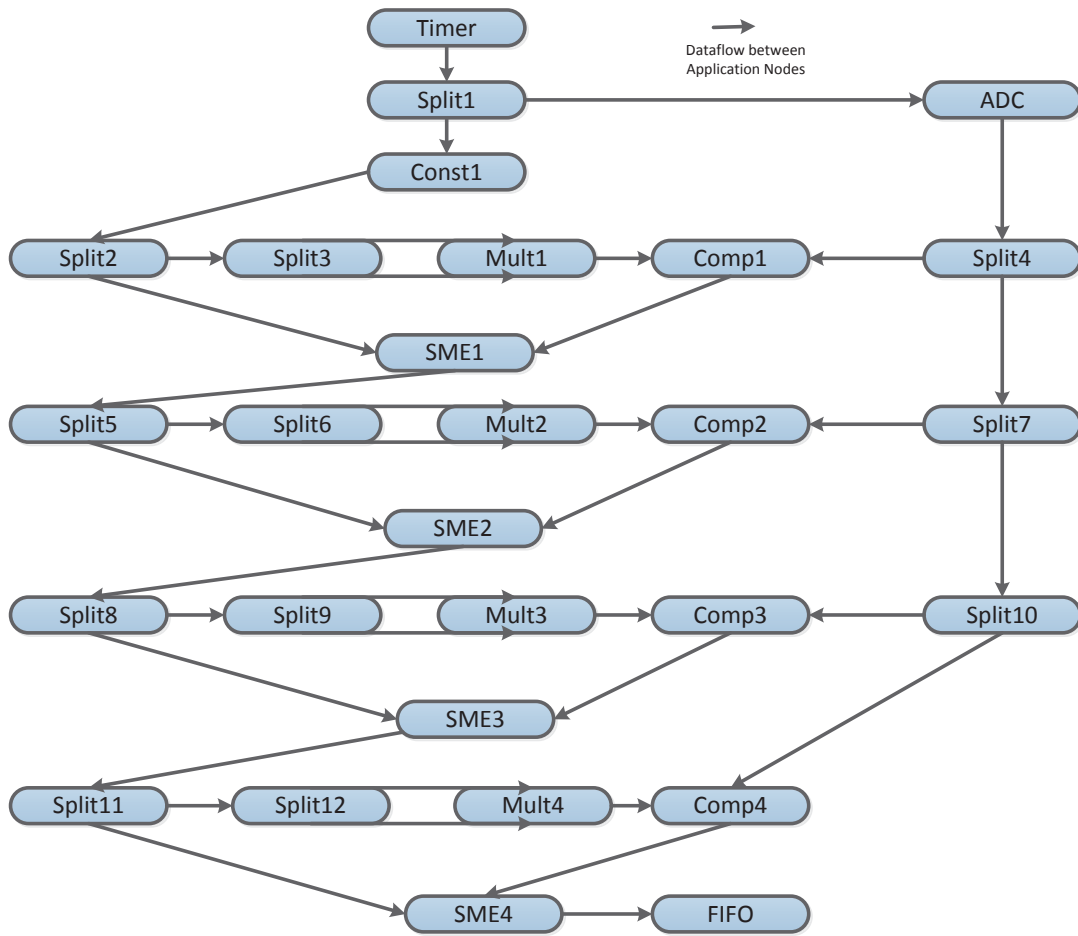 Timer
Dataflow between
Application Nodes
Split1
ADC
Const1
Split2
Split3
Mult1
Comp1
Split4
SME1
Split5
Split6
Mult2
Comp2
Split7
SME2
Split8
Split9
Mult3
Comp3
Split10
SME3
Split11
Split12
Mult4
Comp4
SME4
FIFO